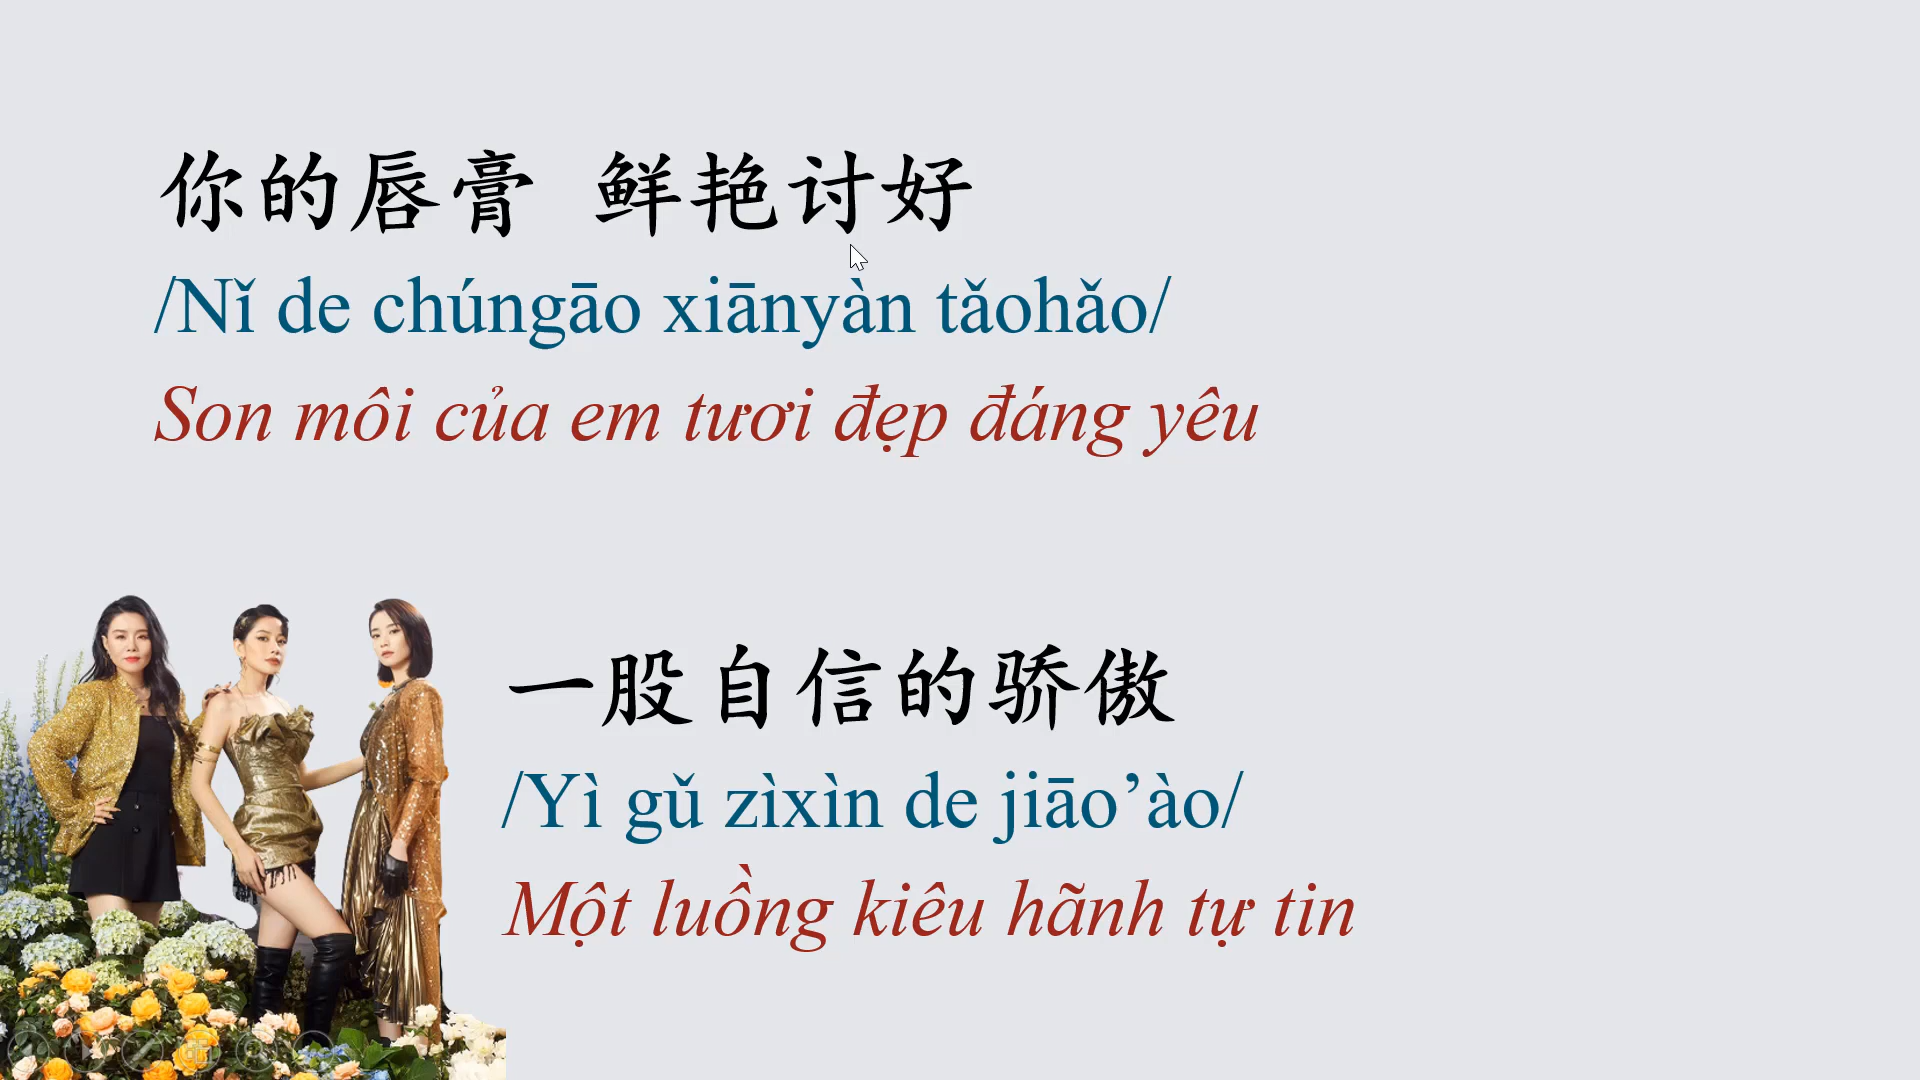 你的唇膏 鲜艳讨好
/Nǐ de chúngāo xiānyàn tǎohǎo/
Son môi của em tươi đẹp đáng yêu
一股自信的骄傲
/Yì gǔ zìxìn de jiāo’ào/
Một luồng kiêu hãnh tự tin